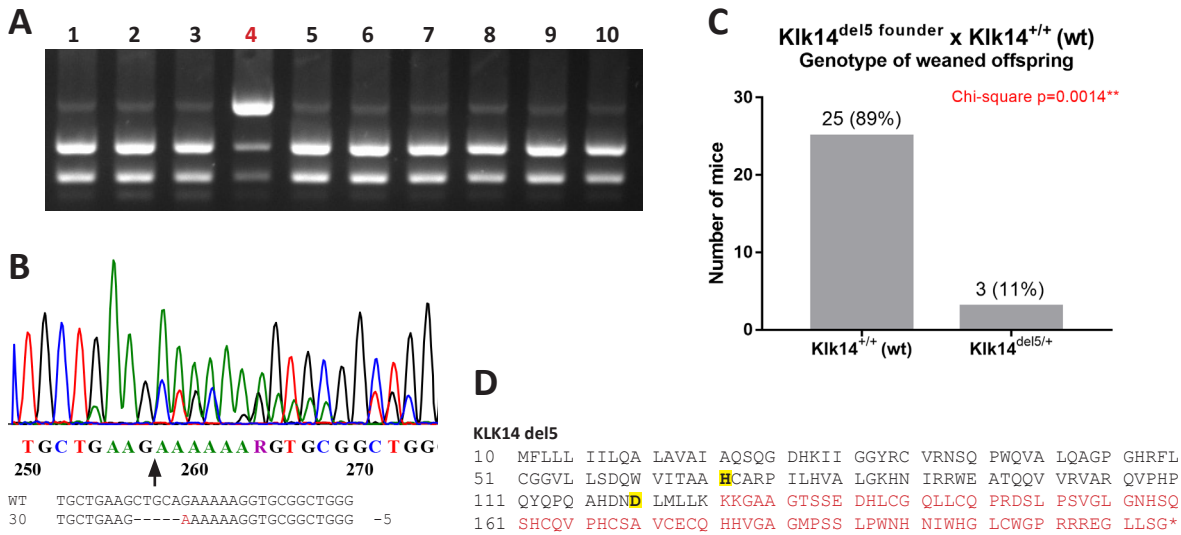 A
1 2 3 4 5 6 7 8 9 10
B
TGCTGAAGAAAAAARGTGCGGCTGGG
250 260 270
WT TGCTGAAGCTGCAGAAAAAGGTGCGGCTGGG
30 TGCTGAAG-----AAAAAAGGTGCGGCTGGG -5
C
Klk14del5 founder x Klk14+/+ (wt)
Genotype of weaned offspring
Chi-square p=0.0014**
Number of mice
30
20
10
0
25 (89%)
3 (11%)
Klk14+/+ (wt) Klk14del5/+
D
KLK14 del5
10 MFLLL IILQA LAVAI AQSQG DHKII GGYRC VRNSQ PWQVA LQAGP GHRFL
51 CGGVL LSDQW VITAA HCARP ILHVA LGKHN IRRWE ATQQV VRVAR QVPHP
111 QYQPQ AHDND LMLLK KKGAA GTSSE DHLCG QLLCQ PRDSL PSVGL GNHSQ
161 SHCQV PHCSA VCECQ HHVGA GMPSS LPWNH NIWHG LCWGP RRREG LLSG*